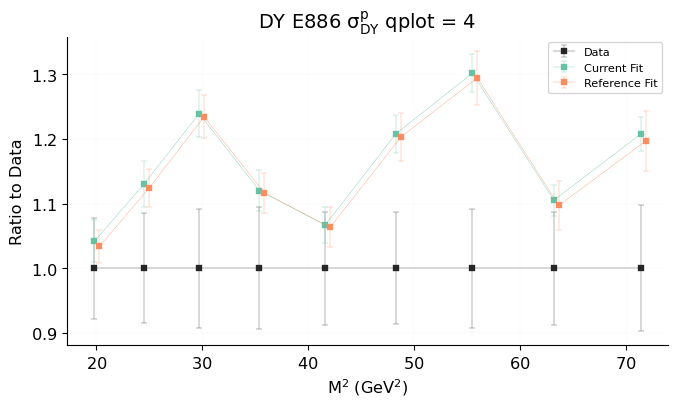 DY E886 σ^p_DY qplot = 4
Data
Current Fit
Reference Fit
Ratio to Data
1.3
1.2
1.1
1.0
0.9
20 30 40 50 60 70
M² (GeV²)